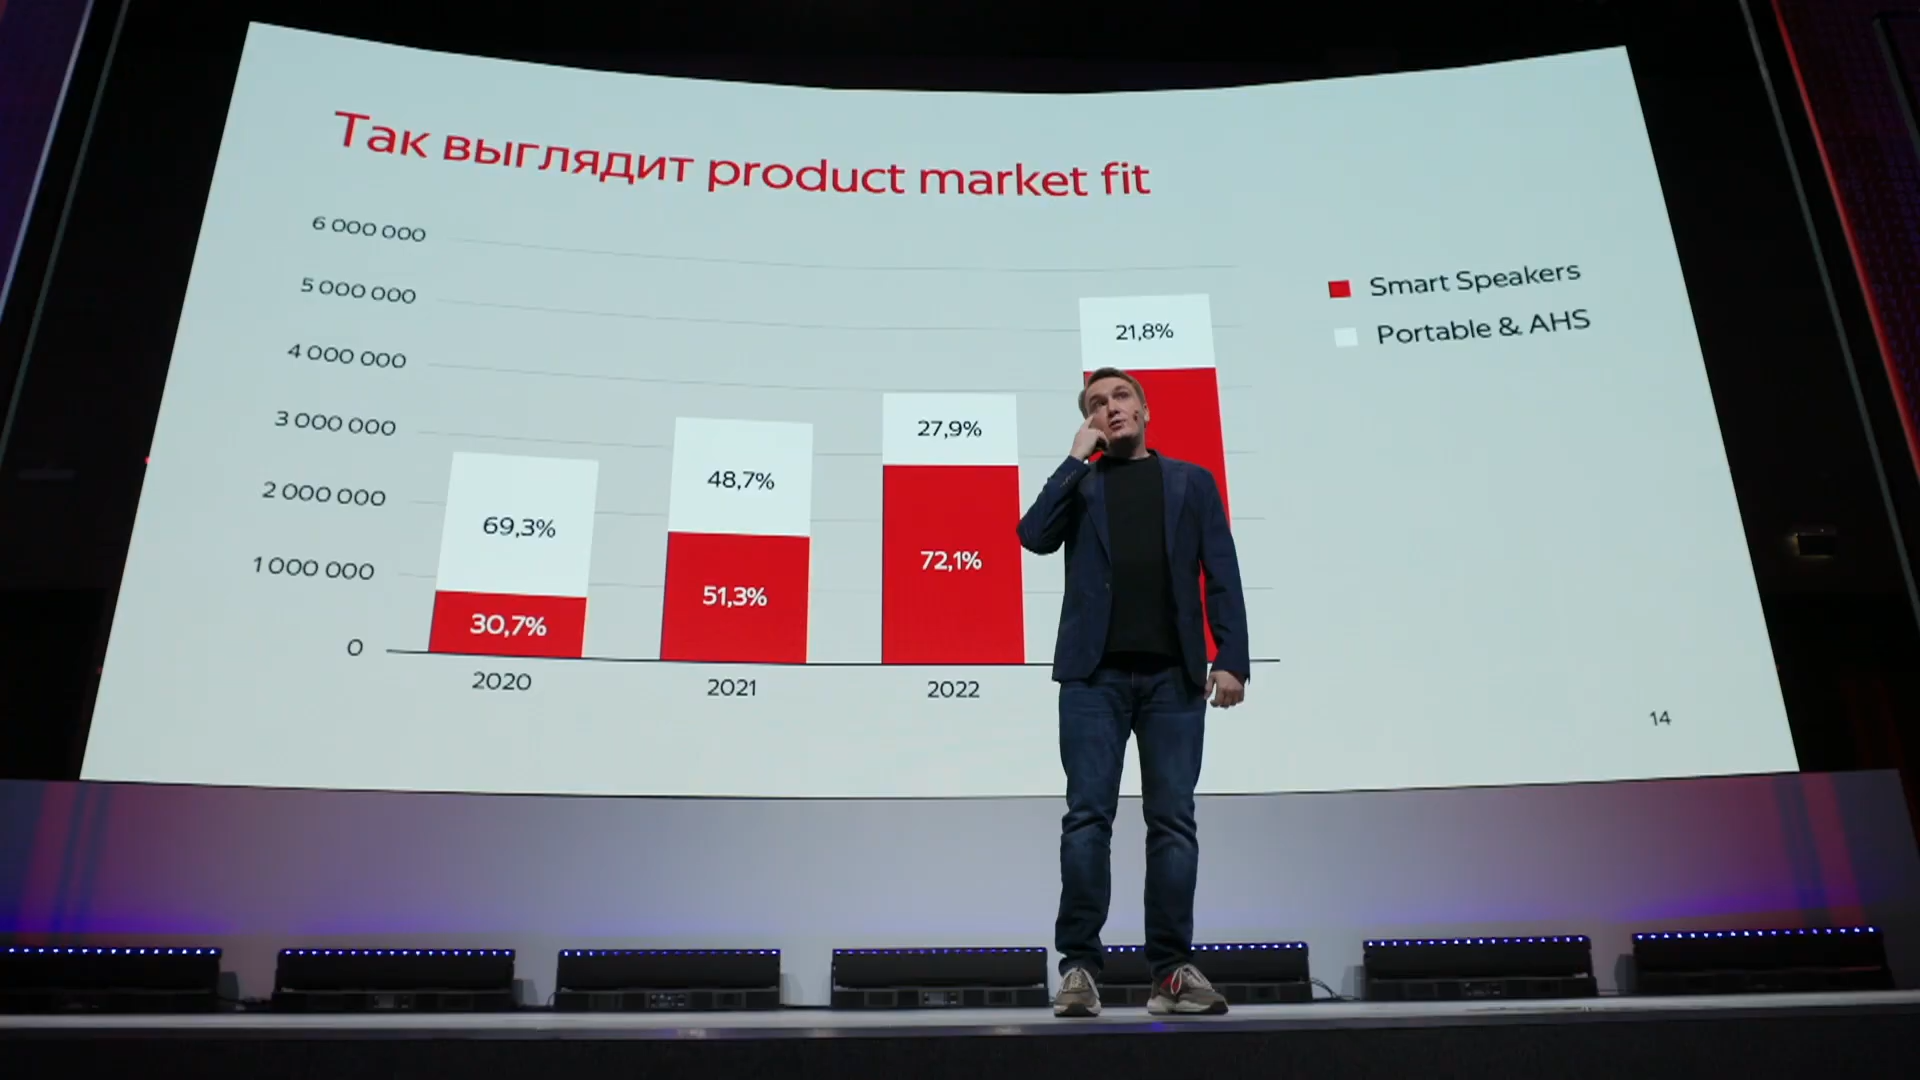 Так выглядит product market fit
6 000 000
5 000 000
4 000 000
3 000 000
2 000 000
1 000 000
0
69,3%
30,7%
48,7%
51,3%
27,9%
72,1%
21,8%
2020
2021
2022
Smart Speakers
Portable & AHS
14